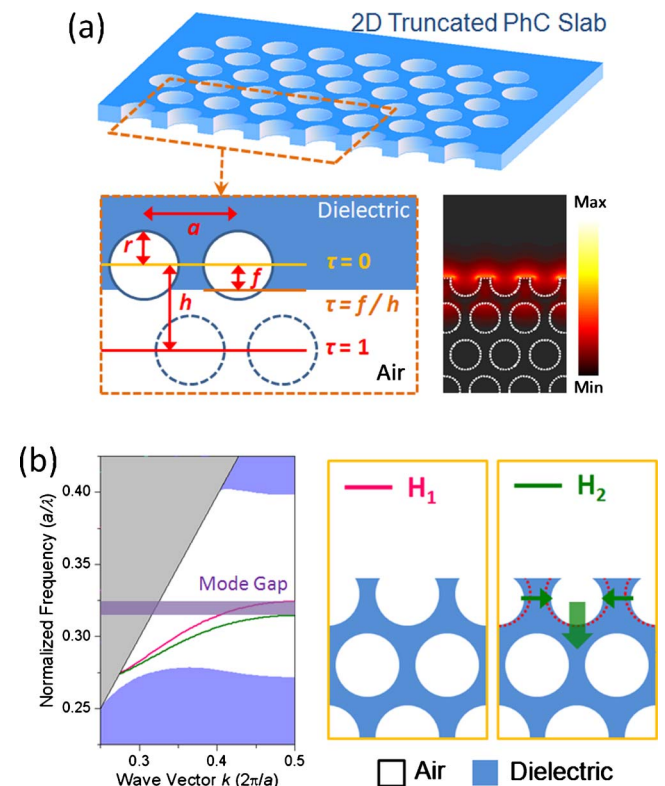 (a)
2D Truncated PhC Slab
Dielectric
a
r
τ = 0
f
h
τ = f / h
τ = 1
Air
Max
Min
(b)
Normalized Frequency (a/λ)
0.40
0.35
0.30
0.25
Mode Gap
0.3
0.4
0.5
Wave Vector k (2π/a)
H₁
H₂
Air
Dielectric